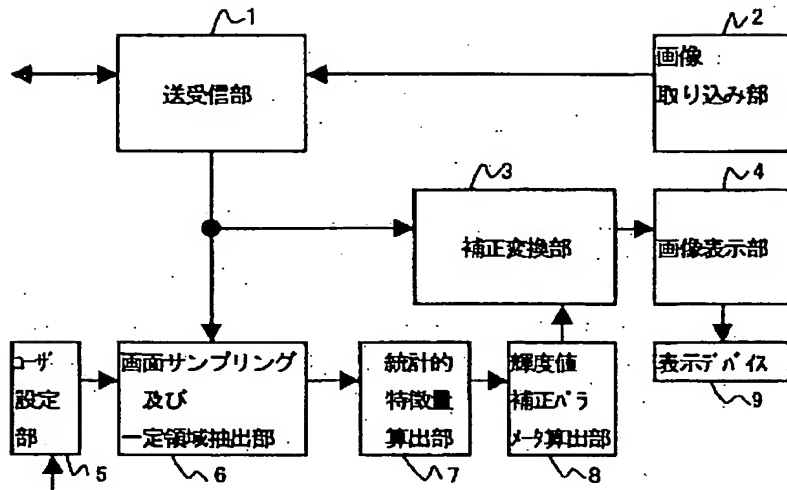 1
送受信部
2
画像
取り込み部
3
補正変換部
4
画像表示部
ユーザ
設定
部
5
画面サンプリング
及び
一定領域抽出部
6
統計的
特徴量
算出部
7
輝度値
補正パラ
メータ算出部
8
表示デバイス
9